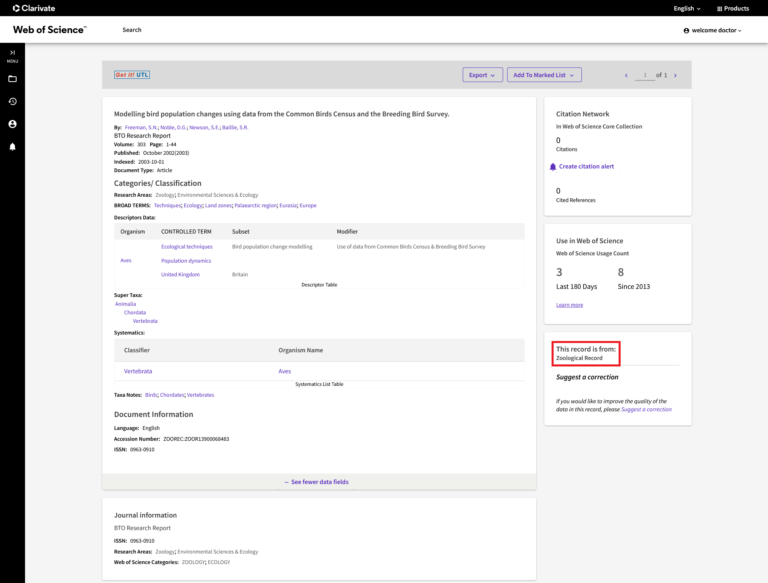 Clarivate
English
Products
Web of Science™
Search
welcome doctor
MENU
Get it! UTL
Export
Add To Marked List
1 of 1
Modelling bird population changes using data from the Common Birds Census and the Breeding Bird Survey.
By: Freeman, S.N.; Noble, D.G.; Newson, S.E.; Baillie, S.R.
BTO Research Report
Volume: 303 Page: 1-44
Published: October 2002(2003)
Indexed: 2003-10-01
Document Type: Article
Categories/ Classification
Research Areas: Zoology; Environmental Sciences & Ecology
BROAD TERMS: Techniques; Ecology; Land zones; Palaearctic region; Eurasia; Europe
Descriptors Data:
Organism CONTROLLED TERM Subset Modifier
Ecological techniques Bird population change modelling Use of data from Common Birds Census & Breeding Bird Survey
Aves Population dynamics
United Kingdom Britain
Descriptor Table
Super Taxa:
Animalia
Chordata
Vertebrata
Systematics:
Classifier Organism Name
Vertebrata Aves
Systematics List Table
Taxa Notes: Birds; Chordates; Vertebrates
Document Information
Language: English
Accession Number: ZOOREC:ZOOR13900068483
ISSN: 0963-0910
— See fewer data fields
Journal information
BTO Research Report
ISSN: 0963-0910
Research Areas: Zoology; Environmental Sciences & Ecology
Web of Science Categories: ZOOLOGY; ECOLOGY
Citation Network
In Web of Science Core Collection
0
Citations
Create citation alert
0
Cited References
Use in Web of Science
Web of Science Usage Count
3 8
Last 180 Days Since 2013
Learn more
This record is from:
Zoological Record
Suggest a correction
If you would like to improve the quality of the
data in this record, please Suggest a correction